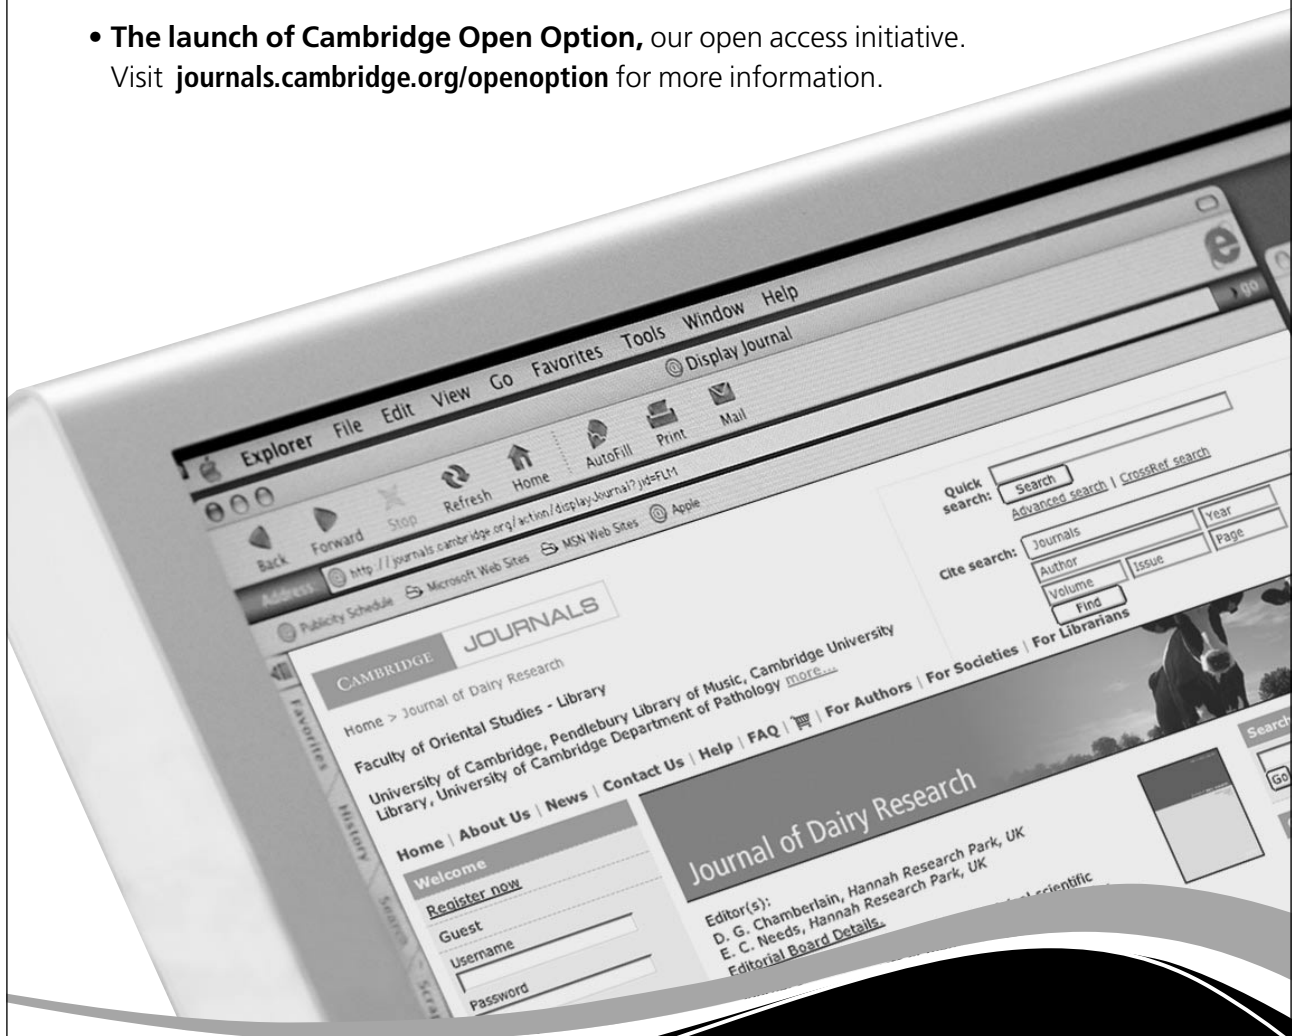 • The launch of Cambridge Open Option, our open access initiative.
Visit journals.cambridge.org/openoption for more information.
Explorer File Edit View Go Favorites Tools Window Help
Display Journal
Back Forward Stop Refresh Home AutoFill Print Mail
Address http://journals.cambridge.org/action/displayJournal?jid=FLM
go
Publicity Schedule Microsoft Web Sites MSN Web Sites Apple
Favorites
History
Search
CAMBRIDGE JOURNALS
Quick search: Search
Advanced search | CrossRef search
Cite search: Journals Year
Author Page
Volume Issue
Find
Home > Journal of Dairy Research
Faculty of Oriental Studies - Library
University of Cambridge, Pendlebury Library of Music, Cambridge University
Library, University of Cambridge Department of Pathology more...
Home | About Us | News | Contact Us | Help | FAQ | | For Authors | For Societies | For Librarians
Welcome
Register now
Guest
Username
Password
Journal of Dairy Research
Editor(s):
D. G. Chamberlain, Hannah Research Park, UK
E. C. Needs, Hannah Research Park, UK
Editorial Board Details.
scientific
Search
Go